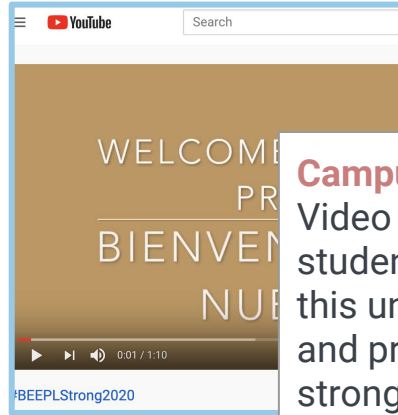 YouTube
Search
WELCOME
PR
BIENVEN
NUE
0:01 / 1:10
#BEEPLStrong2020
Campu
Video
studen
this un
and pr
strong